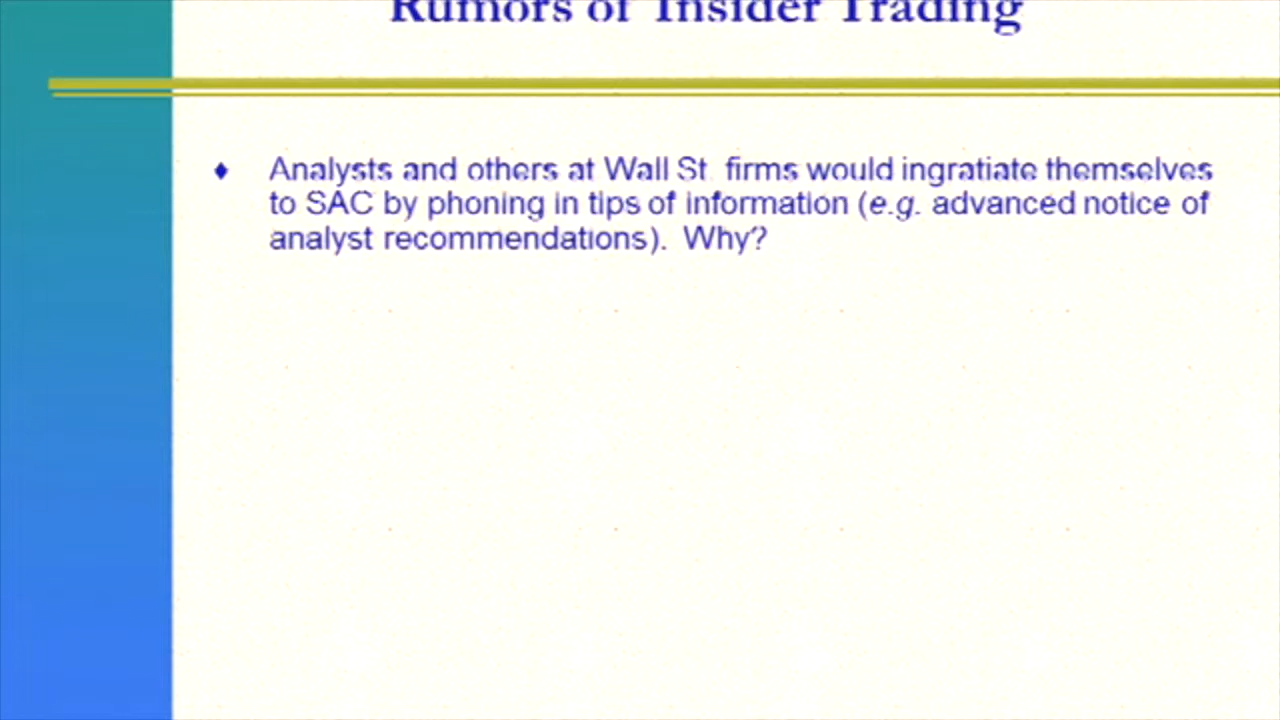 Rumors of Insider Trading
Analysts and others at Wall St. firms would ingratiate themselves
to SAC by phoning in tips of information (e.g. advanced notice of
analyst recommendations). Why?